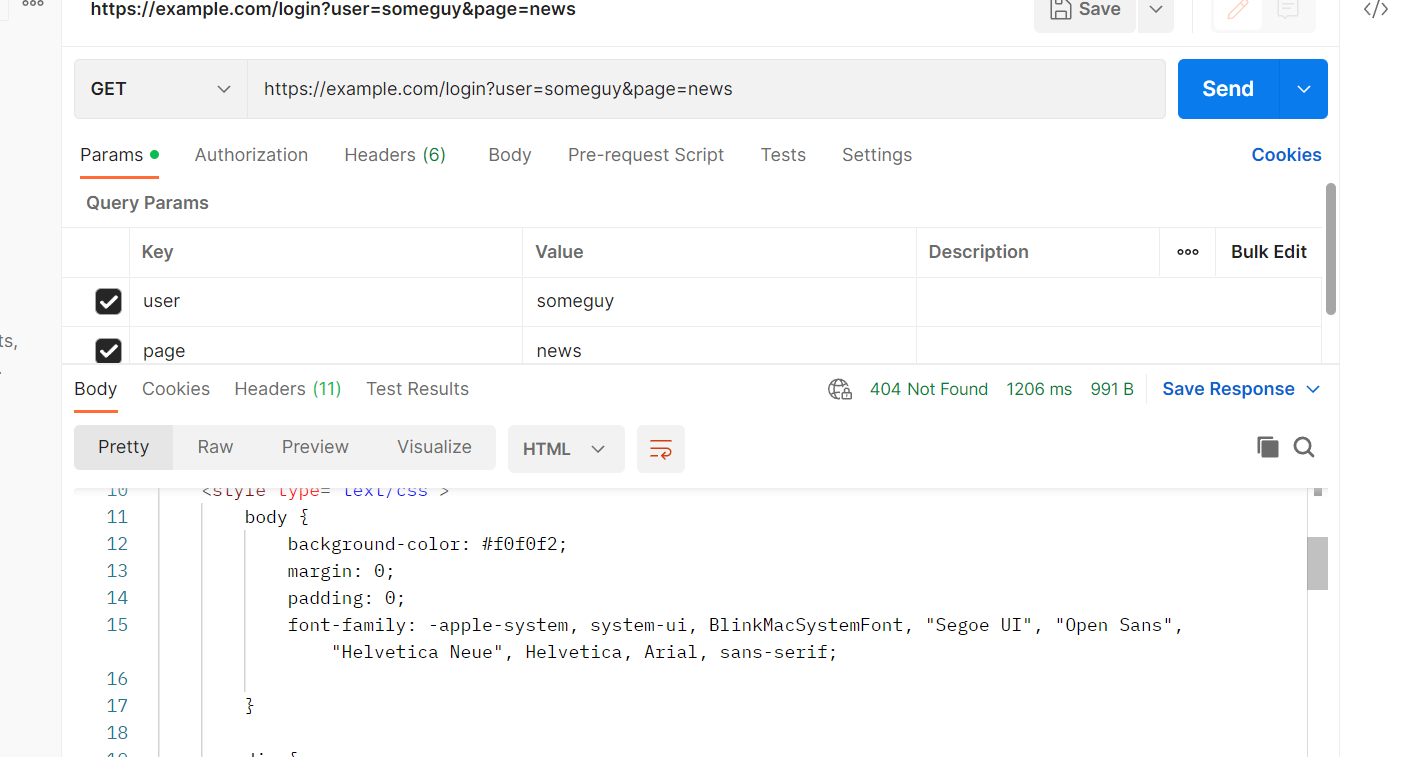 https://example.com/login?user=someguy&page=news
Save
GET
https://example.com/login?user=someguy&page=news
Send
Params Authorization Headers (6) Body Pre-request Script Tests Settings Cookies
Query Params
Key Value Description Bulk Edit
user someguy
ts,
page news
Body Cookies Headers (11) Test Results 404 Not Found 1206 ms 991 B Save Response
Pretty Raw Preview Visualize HTML
10 <style type="text/css">
11 body {
12 background-color: #f0f0f2;
13 margin: 0;
14 padding: 0;
15 font-family: -apple-system, system-ui, BlinkMacSystemFont, "Segoe UI", "Open Sans",
"Helvetica Neue", Helvetica, Arial, sans-serif;
16
17 }
18